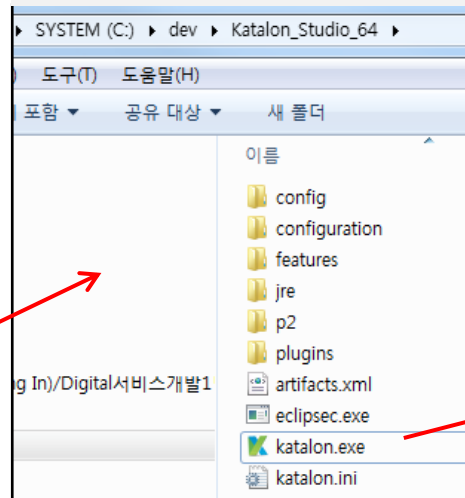 SYSTEM (C:) ▸ dev ▸ Katalon_Studio_64 ▸
) 도구(T) 도움말(H)
포함 ▼ 공유 대상 ▼ 새 폴더
이름
config
configuration
features
jre
p2
plugins
ng In)/Digital서비스개발1
artifacts.xml
eclipsec.exe
katalon.exe
katalon.ini